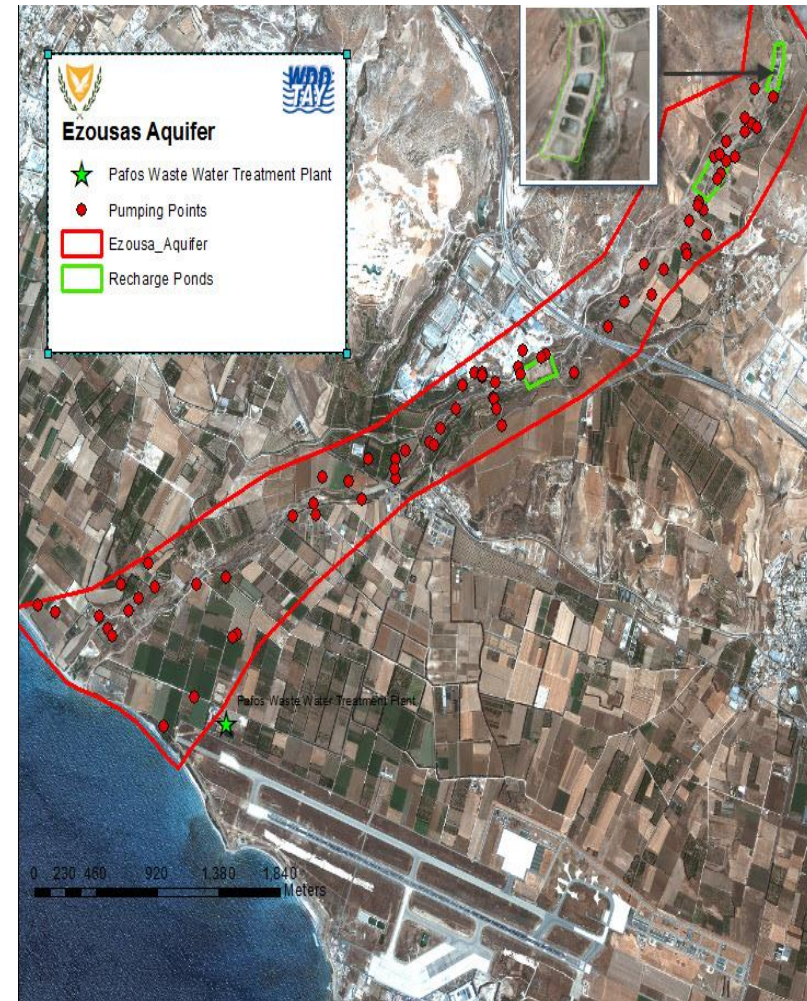 WDD
TAY
Ezousas Aquifer
Pafos Waste Water Treatment Plant
Pumping Points
Ezousa_Aquifer
Recharge Ponds
Pafos Waste Water Treatment Plant
0 230 460 920 1,380 1,840
Meters